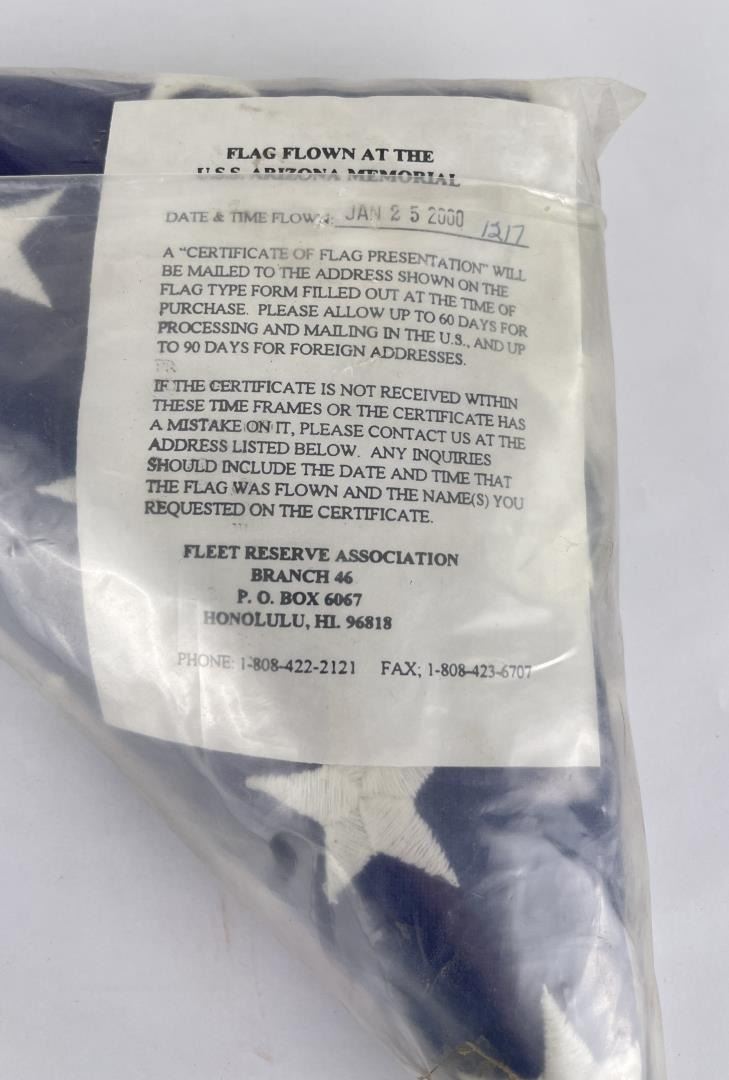 FLAG FLOWN AT THE
U.S.S. ARIZONA MEMORIAL
DATE & TIME FLOWN: JAN 25 2000 1217
A "CERTIFICATE OF FLAG PRESENTATION" WILL
BE MAILED TO THE ADDRESS SHOWN ON THE
FLAG TYPE FORM FILLED OUT AT THE TIME OF
PURCHASE. PLEASE ALLOW UP TO 60 DAYS FOR
PROCESSING AND MAILING IN THE U.S., AND UP
TO 90 DAYS FOR FOREIGN ADDRESSES.
IF THE CERTIFICATE IS NOT RECEIVED WITHIN
THESE TIME FRAMES OR THE CERTIFICATE HAS
A MISTAKE ON IT, PLEASE CONTACT US AT THE
ADDRESS LISTED BELOW. ANY INQUIRIES
SHOULD INCLUDE THE DATE AND TIME THAT
THE FLAG WAS FLOWN AND THE NAME(S) YOU
REQUESTED ON THE CERTIFICATE.
FLEET RESERVE ASSOCIATION
BRANCH 46
P. O. BOX 6067
HONOLULU, HI. 96818
PHONE: 1-808-422-2121 FAX; 1-808-423-6707